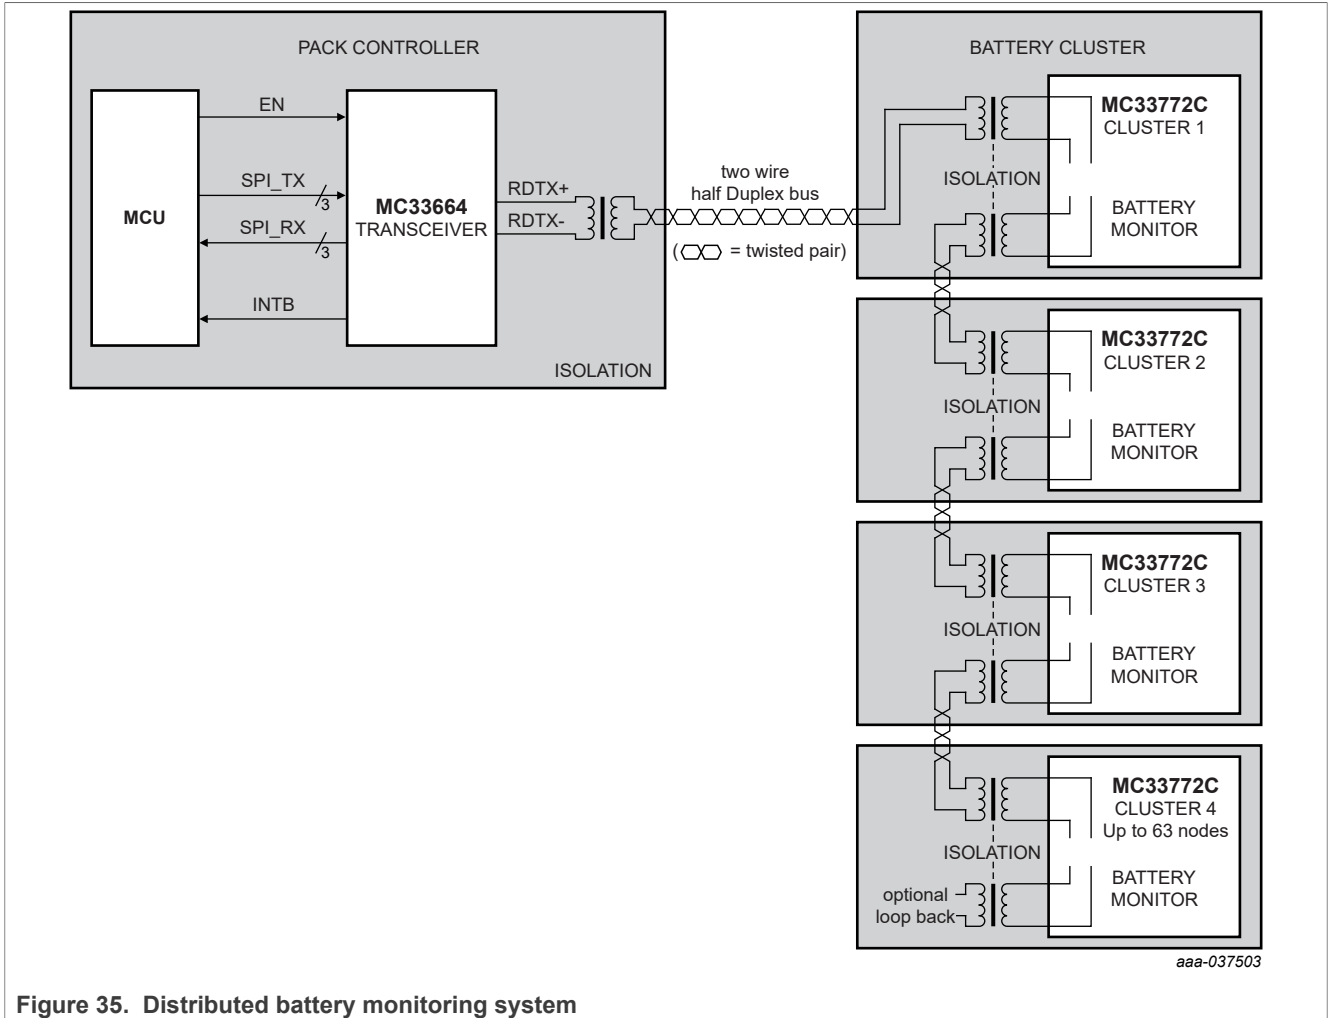 PACK CONTROLLER
MCU
EN
SPI_TX
3
SPI_RX
3
INTB
MC33664
TRANSCEIVER
RDTX+
RDTX-
ISOLATION
two wire
half Duplex bus
( = twisted pair)
BATTERY CLUSTER
MC33772C
CLUSTER 1
ISOLATION
BATTERY
MONITOR
MC33772C
CLUSTER 2
ISOLATION
BATTERY
MONITOR
MC33772C
CLUSTER 3
ISOLATION
BATTERY
MONITOR
MC33772C
CLUSTER 4
Up to 63 nodes
ISOLATION
BATTERY
MONITOR
optional
loop back
aaa-037503
Figure 35. Distributed battery monitoring system